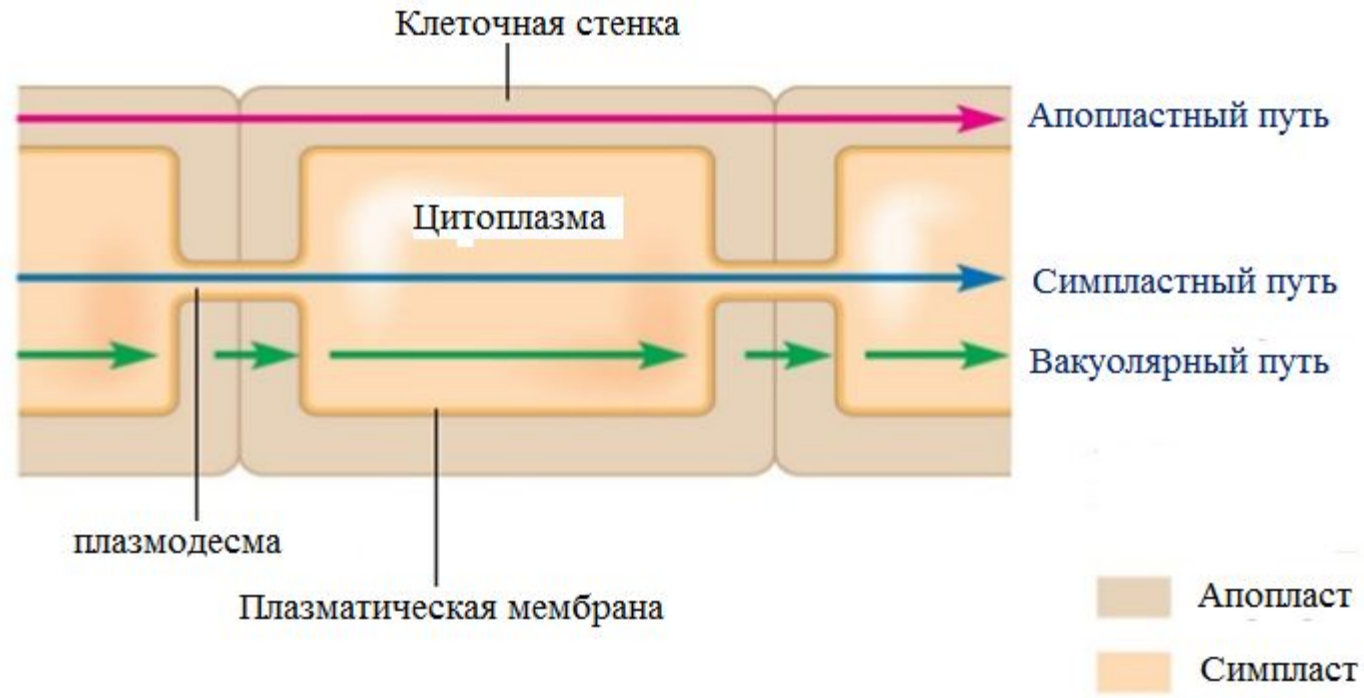 Клеточная стенка
Апопластный путь
Цитоплазма
Симпластный путь
Вакуолярный путь
плазмодесма
Плазматическая мембрана
Апопласт
Симпласт